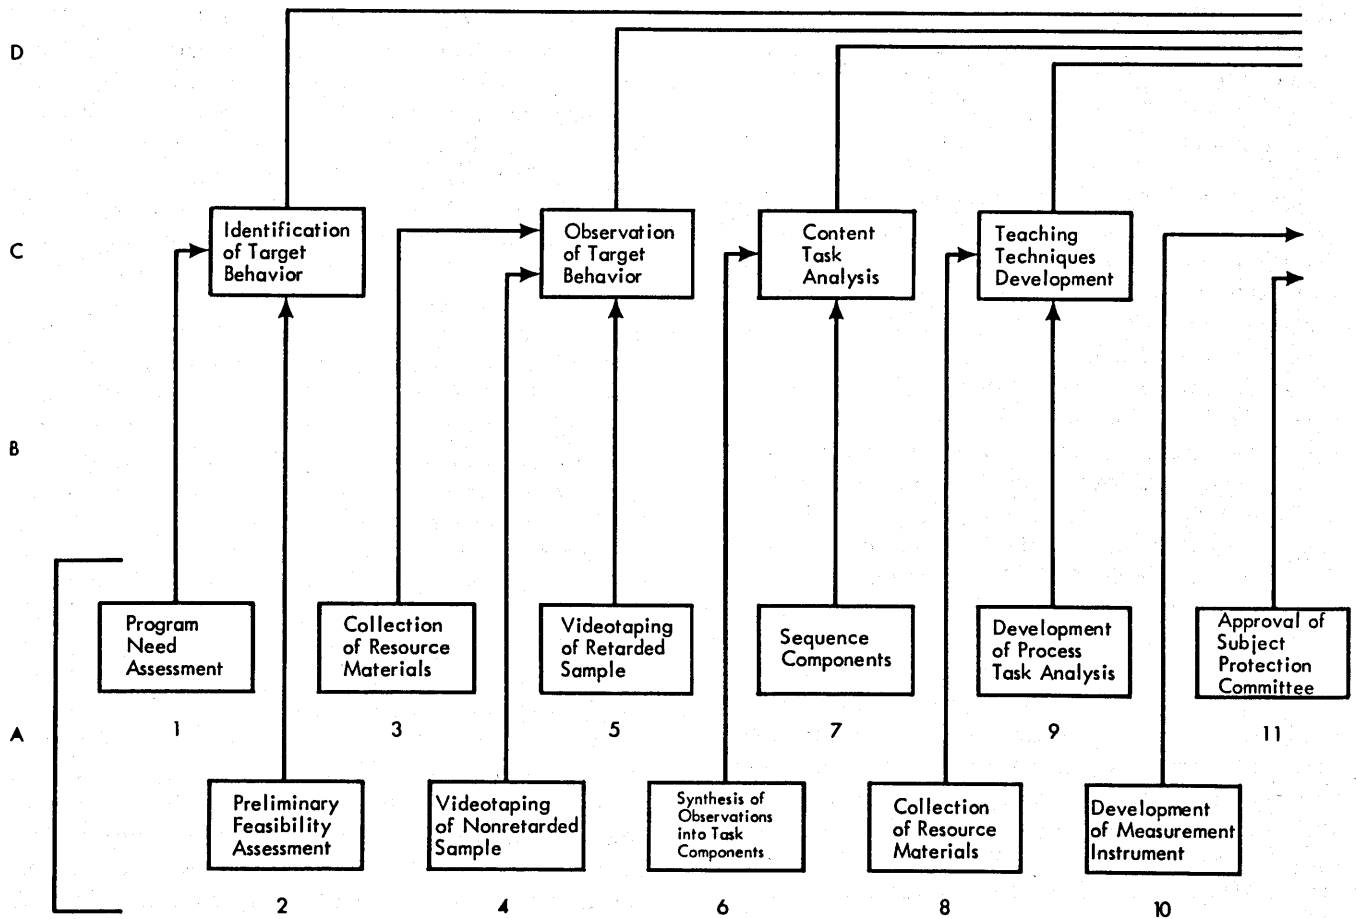 D
C
Identification
of Target
Behavior
Observation
of Target
Behavior
Content
Task
Analysis
Teaching
Techniques
Development
B
Program
Need
Assessment
Collection
of Resource
Materials
Videotaping
of Retarded
Sample
Sequence
Components
Development
of Process
Task Analysis
Approval of
Subject
Protection
Committee
A
1
3
5
7
9
11
Preliminary
Feasibility
Assessment
Videotaping
of Nonretarded
Sample
Synthesis of
Observations
into Task
Components
Collection
of Resource
Materials
Development
of Measurement
Instrument
2
4
6
8
10